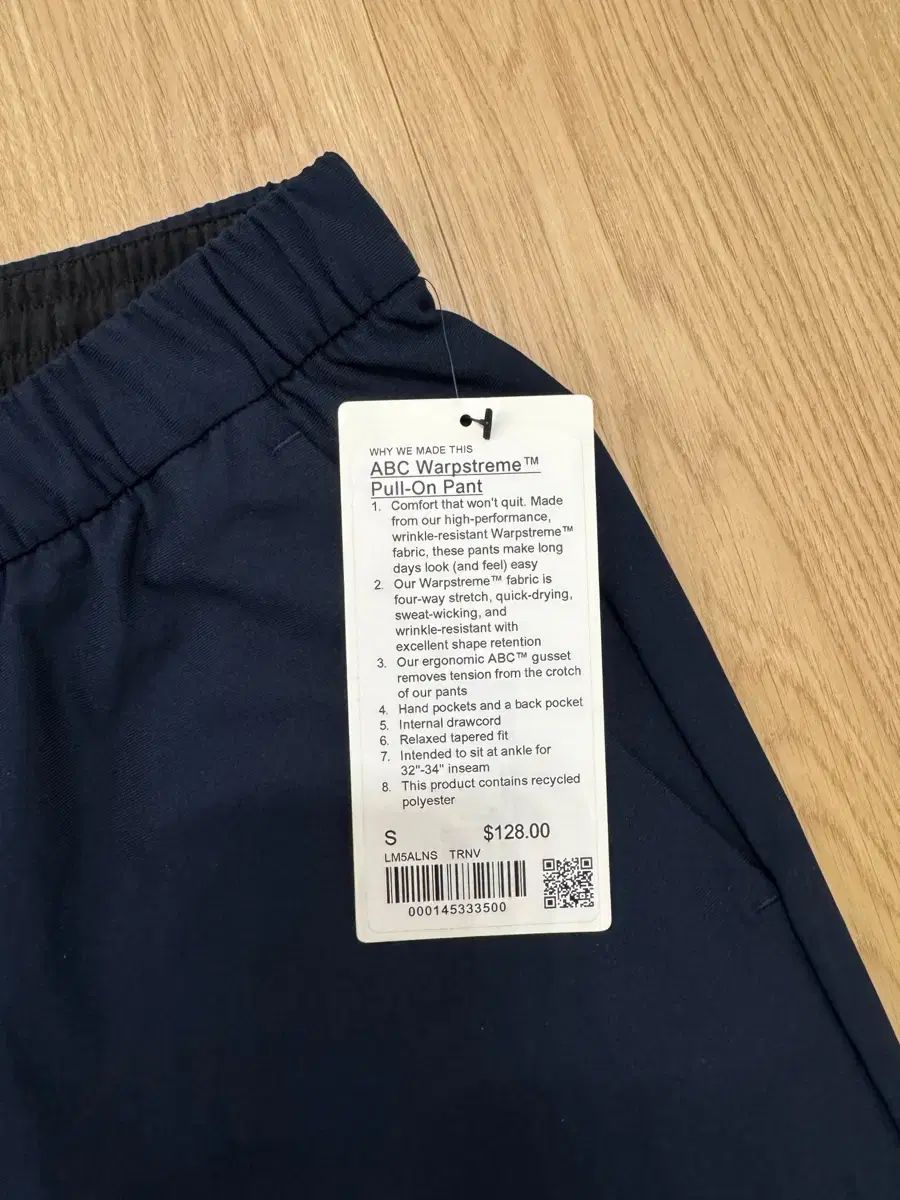 WHY WE MADE THIS
ABC Warpstreme™
Pull-On Pant
1. Comfort that won't quit. Made
from our high-performance,
wrinkle-resistant Warpstreme™
fabric, these pants make long
days look (and feel) easy
2. Our Warpstreme™ fabric is
four-way stretch, quick-drying,
sweat-wicking, and
wrinkle-resistant with
excellent shape retention
3. Our ergonomic ABC™ gusset
removes tension from the crotch
of our pants
4. Hand pockets and a back pocket
5. Internal drawcord
6. Relaxed tapered fit
7. Intended to sit at ankle for
32"-34" inseam
8. This product contains recycled
polyester
S $128.00
LM5ALNS TRNV
000145333500